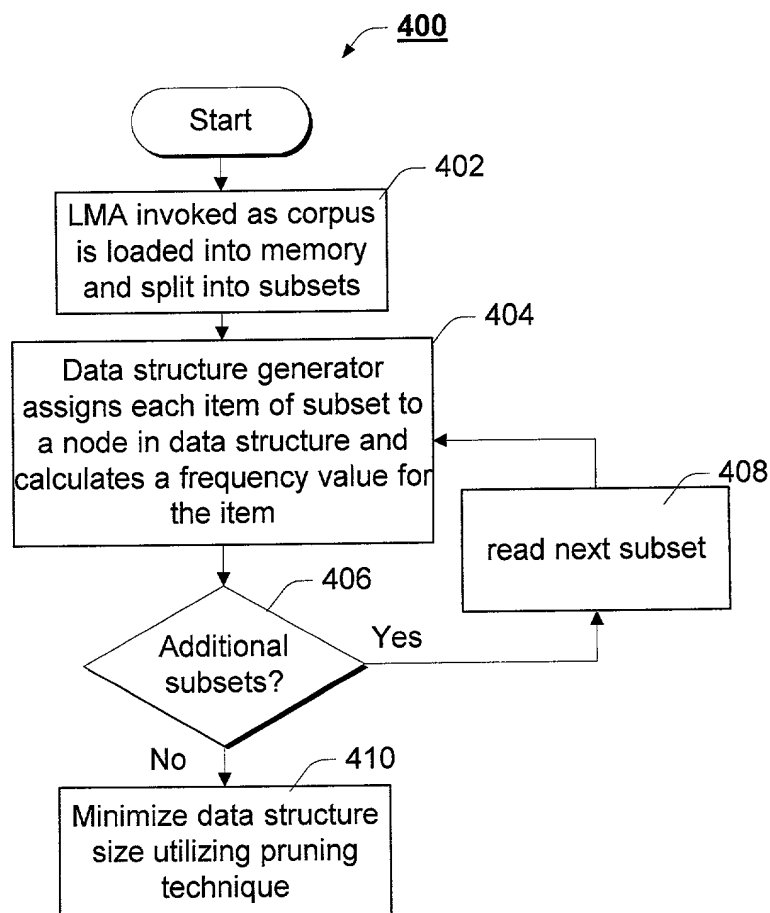 400
Start
402
LMA invoked as corpus
is loaded into memory
and split into subsets
404
Data structure generator
assigns each item of subset to
a node in data structure and
calculates a frequency value for
the item
408
read next subset
406
Additional
subsets?
Yes
No
410
Minimize data structure
size utilizing pruning
technique